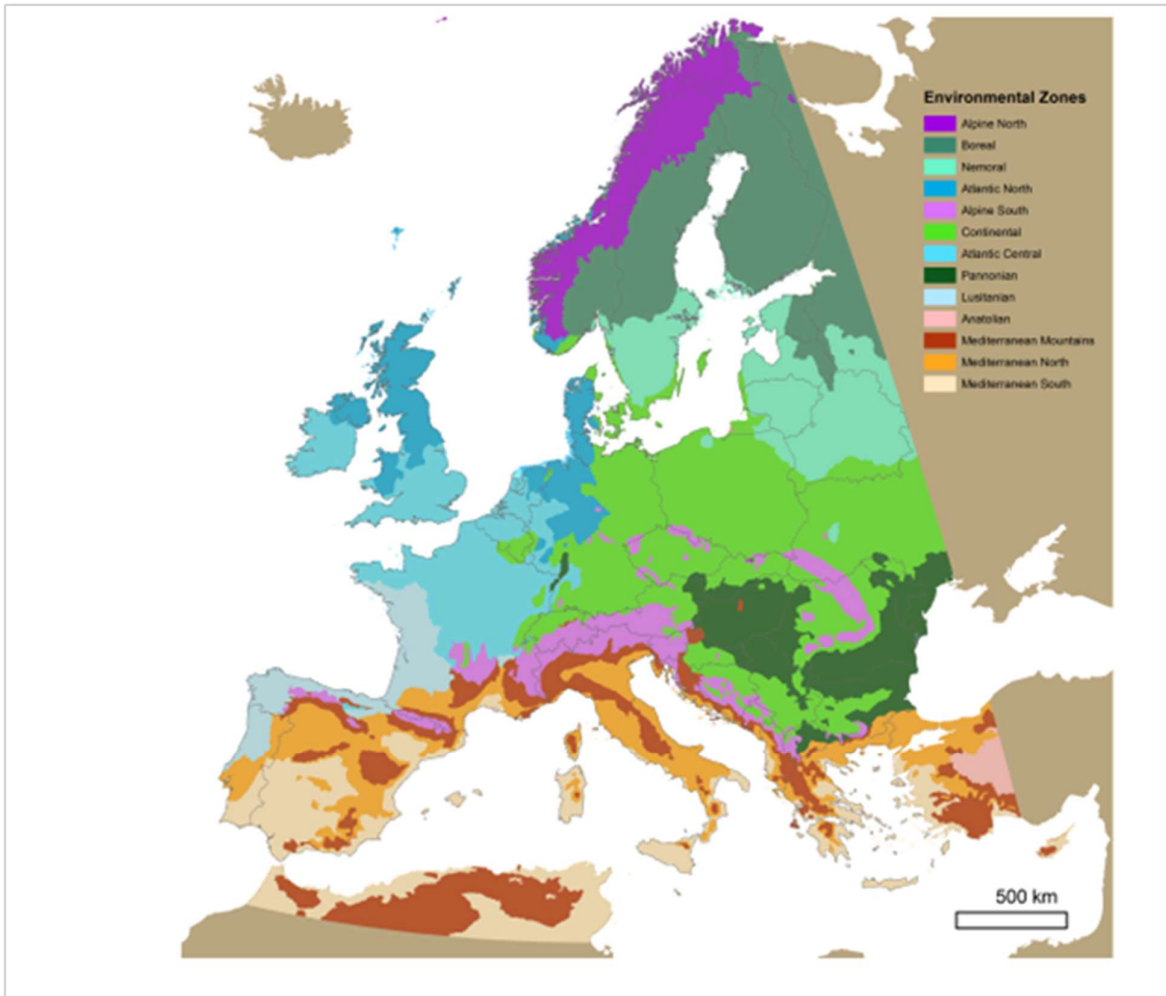 Environmental Zones
Alpine North
Boreal
Nemoral
Atlantic North
Alpine South
Continental
Atlantic Central
Pannonian
Lusitanian
Anatolian
Mediterranean Mountains
Mediterranean North
Mediterranean South
500 km